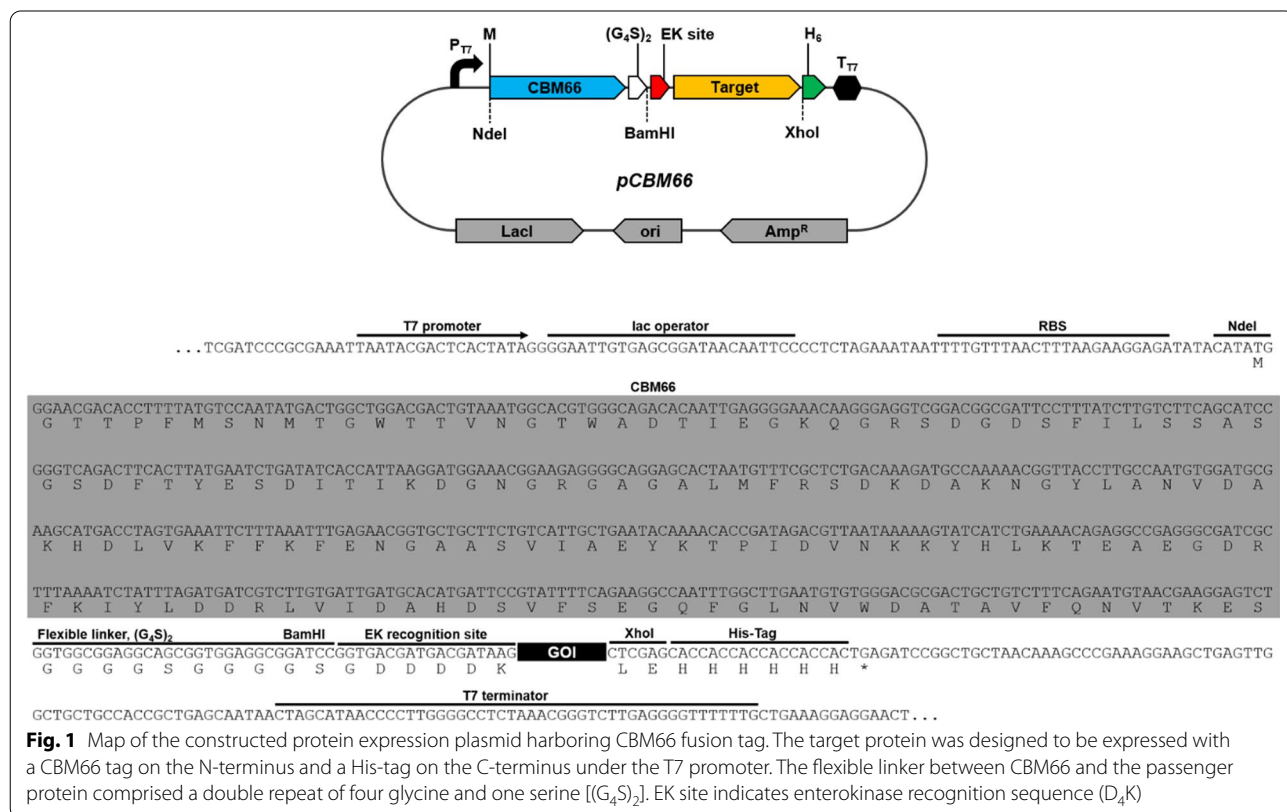 M (G4S)2 EK site H6
PT7 TT7
CBM66 Target
NdeI BamHI XhoI
pCBM66
LacI ori AmpR
T7 promoter lac operator RBS NdeI
...TCGATCCCGCGAAATTAATACGACTCACTATAGGGGAATTGTGAGCGGATAACAATTCCCCTCTAGAAATAATTTTGTTTAACTTTAAGAAGGAGATATACATATG
M
CBM66
GGAACGACACCTTTTATGTCCAATATGACTGGCTGGACGACTGTAAATGGCACGTGGGCAGACACAATTGAGGGGAAACAAGGGAGGTCGGACGGCGATTCCTTTATCTTGTCTTCAGCATCC
G T T P F M S N M T G W T T V N G T W A D T I E G K Q G R S D G D S F I L S S A S
GGGTCAGACTTCACTTATGAATCTGATATCACCATTAAGGATGGAAACGGAAGAGGGGCAGGAGCACTAATGTTTCGCTCTGACAAAGATGCCAAAAACGGTTACCTTGCCAATGTGGATGCG
G S D F T Y E S D I T I K D G N G R G A G A L M F R S D K D A K N G Y L A N V D A
AAGCATGACCTAGTGAAATTCTTTAAATTTGAGAACGGTGCTGCTTCTGTCATTGCTGAATACAAAACACCGATAGACGTTAATAAAAAGTATCATCTGAAAACAGAGGCCGAGGGCGATCGC
K H D L V K F F K F E N G A A S V I A E Y K T P I D V N K K Y H L K T E A E G D R
TTTAAAATCTATTTAGATGATCGTCTTGTGATTGATGCACATGATTCCGTATTTTCAGAAGGCCAATTTGGCTTGAATGTGTGGGACGCGACTGCTGTCTTTCAGAATGTAACGAAGGAGTCT
F K I Y L D D R L V I D A H D S V F S E G Q F G L N V W D A T A V F Q N V T K E S
Flexible linker, (G4S)2 BamHI EK recognition site XhoI His-Tag
GGTGGCGGAGGCAGCGGTGGAGGCGGATCCGGTGACGATGACGATAAG GOI CTCGAGCACCACCACCACCACCACTGAGATCCGGCTGCTAACAAAGCCCGAAAGGAAGCTGAGTTG
G G G G S G G G G S G D D D D K L E H H H H H H *
T7 terminator
GCTGCTGCCACCGCTGAGCAATAACTAGCATAACCCCTTGGGGCCTCTAAACGGGTCTTGAGGGGTTTTTTGCTGAAAGGAGGAACT...
Fig. 1 Map of the constructed protein expression plasmid harboring CBM66 fusion tag. The target protein was designed to be expressed with
a CBM66 tag on the N-terminus and a His-tag on the C-terminus under the T7 promoter. The flexible linker between CBM66 and the passenger
protein comprised a double repeat of four glycine and one serine [(G4S)2]. EK site indicates enterokinase recognition sequence (D4K)